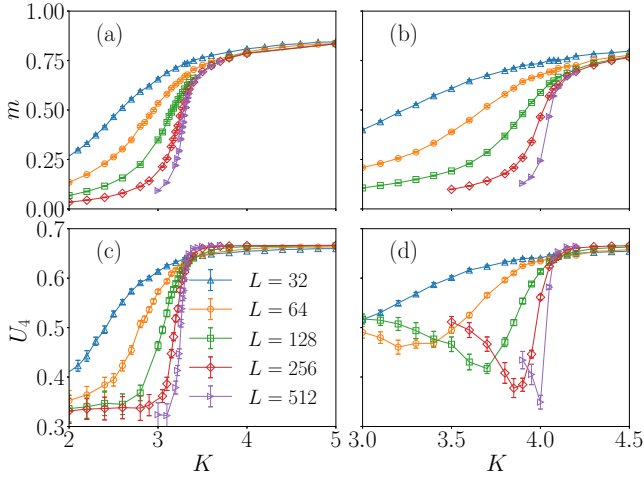 1.00
0.75
0.50
0.25
0.00
m
(a)
(b)
0.7
0.6
0.5
0.4
0.3
U4
(c)
L = 32
L = 64
L = 128
L = 256
L = 512
(d)
2 3 4 5
K
3.0 3.5 4.0 4.5
K